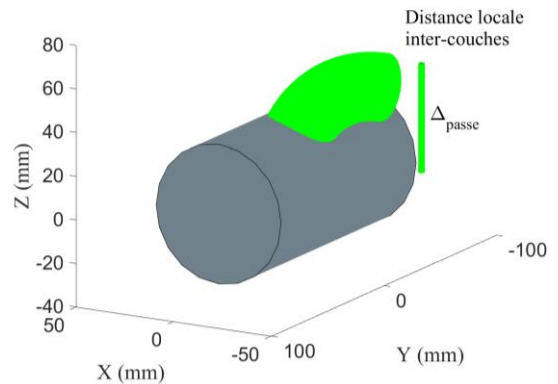 Distance locale
inter-couches
Δpasse
80
60
40
20
0
-20
-40
Z (mm)
50
0
-50
X (mm)
100
0
-100
Y (mm)